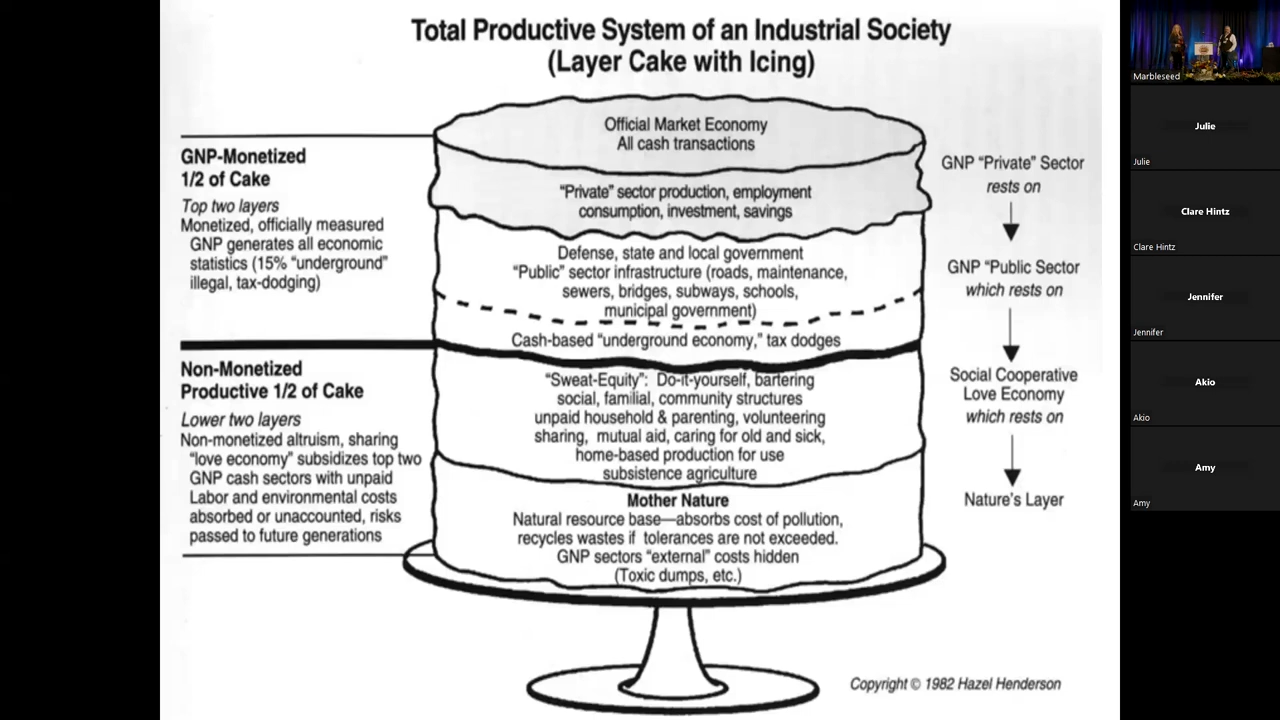 Total Productive System of an Industrial Society
(Layer Cake with Icing)
GNP-Monetized
1/2 of Cake
Top two layers
Monetized, officially measured
GNP generates all economic
statistics (15% “underground”
illegal, tax-dodging)
Non-Monetized
Productive 1/2 of Cake
Lower two layers
Non-monetized altruism, sharing
“love economy” subsidizes top two
GNP cash sectors with unpaid
Labor and environmental costs
absorbed or unaccounted, risks
passed to future generations
Official Market Economy
All cash transactions
“Private” sector production, employment
consumption, investment, savings
Defense, state and local government
“Public” sector infrastructure (roads, maintenance,
sewers, bridges, subways, schools,
municipal government)
Cash-based “underground economy,” tax dodges
“Sweat-Equity”: Do-it-yourself, bartering
social, familial, community structures
unpaid household & parenting, volunteering
sharing, mutual aid, caring for old and sick,
home-based production for use
subsistence agriculture
Mother Nature
Natural resource base—absorbs cost of pollution,
recycles wastes if tolerances are not exceeded.
GNP sectors “external” costs hidden
(Toxic dumps, etc.)
GNP “Private” Sector
rests on
GNP “Public Sector
which rests on
Social Cooperative
Love Economy
which rests on
Nature's Layer
Copyright © 1982 Hazel Henderson
Marbleseed
Julie
Julie
Clare Hintz
Clare Hintz
Jennifer
Jennifer
Akio
Akio
Amy
Amy